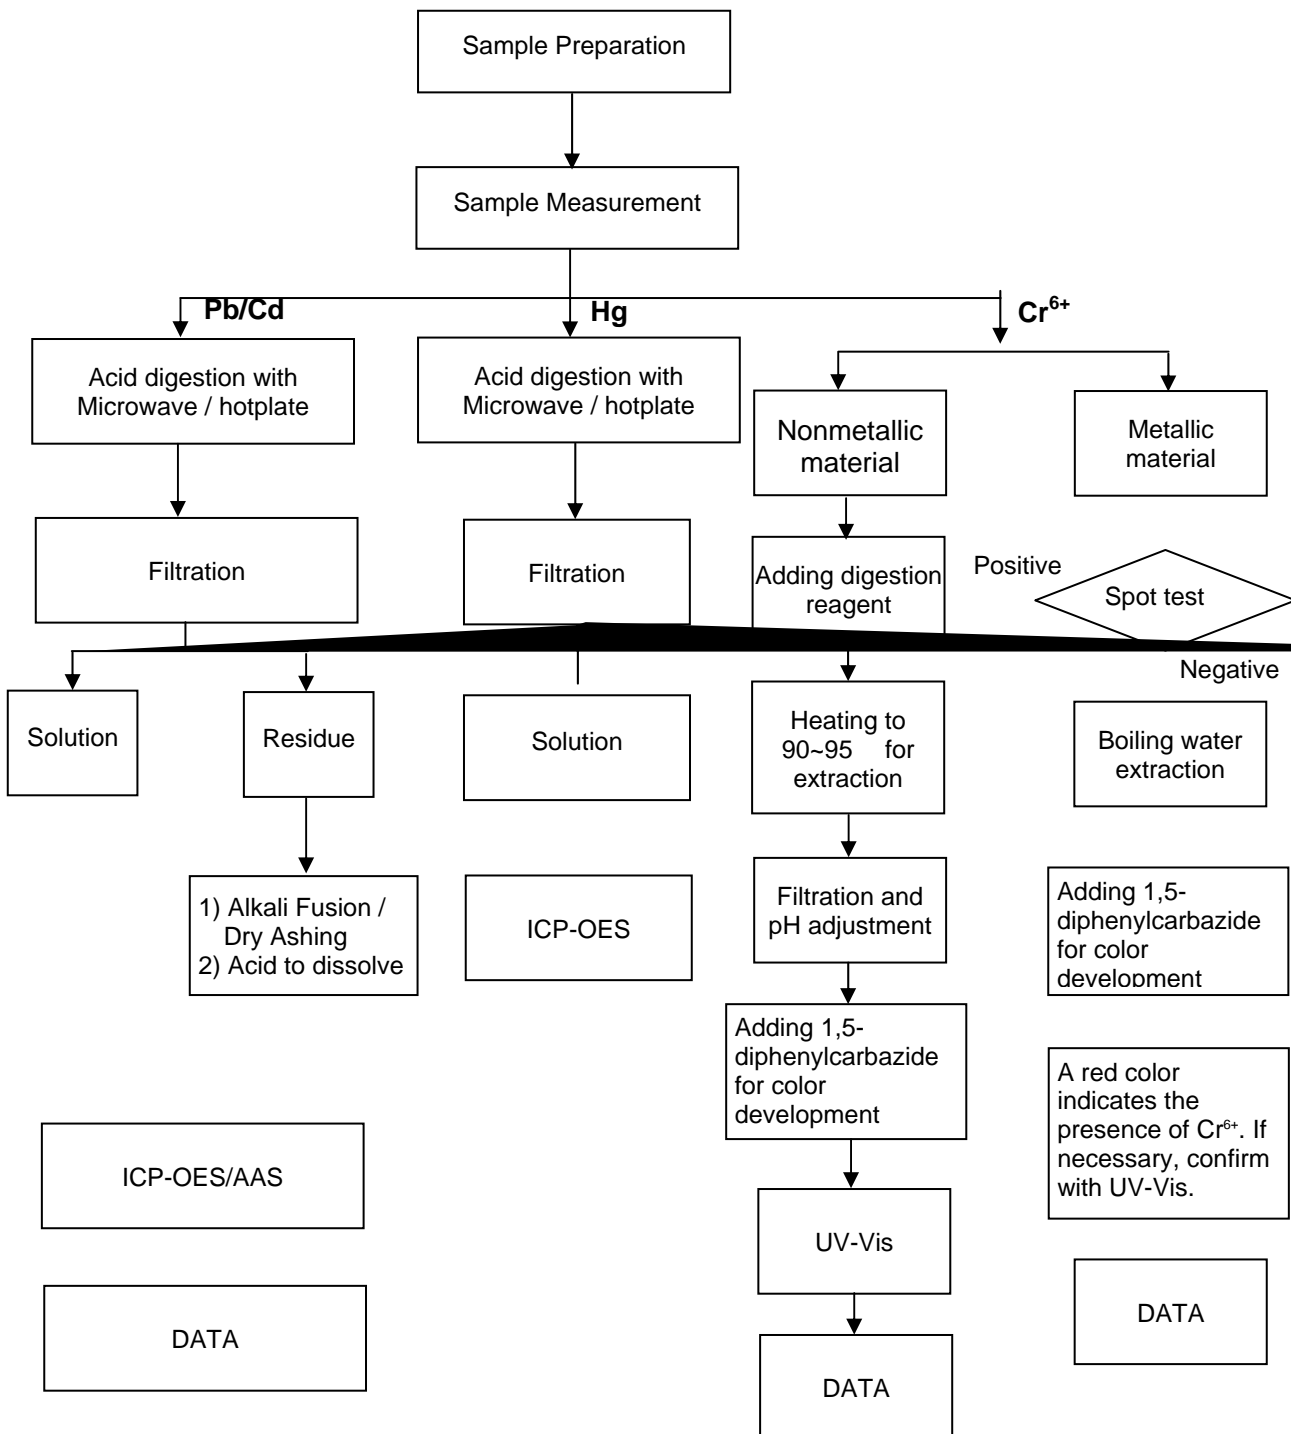 Sample Preparation
Sample Measurement
Pb/Cd
Hg
Cr⁶⁺
Acid digestion with
Microwave / hotplate
Acid digestion with
Microwave / hotplate
Nonmetallic
material
Metallic
material
Filtration
Filtration
Adding digestion
reagent
Positive
Spot test
Negative
Solution
Residue
Solution
Heating to
90~95 for
extraction
Boiling water
extraction
1) Alkali Fusion /
Dry Ashing
2) Acid to dissolve
ICP-OES
Filtration and
pH adjustment
Adding 1,5-
diphenylcarbazide
for color
development
Adding 1,5-
diphenylcarbazide
for color
development
A red color
indicates the
presence of Cr⁶⁺. If
necessary, confirm
with UV-Vis.
ICP-OES/AAS
UV-Vis
DATA
DATA
DATA